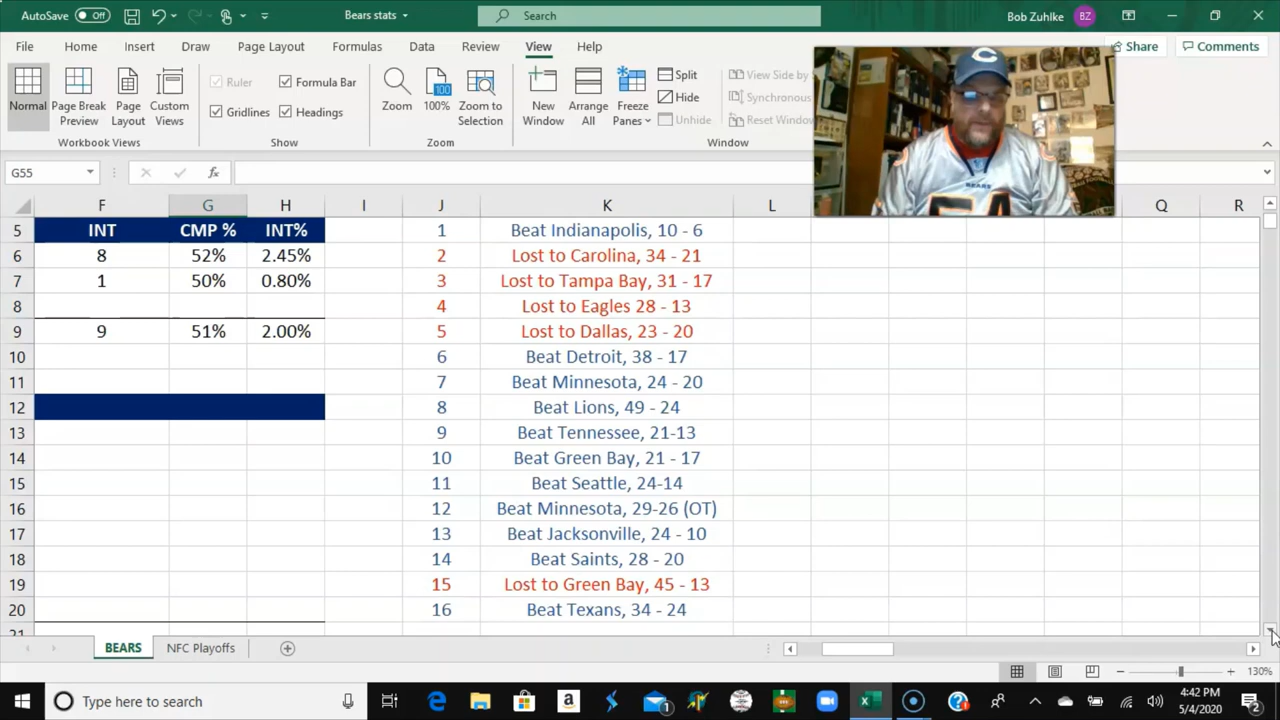 AutoSave Off
Bears stats
Search
Bob Zuhlke BZ
File Home Insert Draw Page Layout Formulas Data Review View Help
Share Comments
Normal Page Break Preview Page Layout Custom Views
Ruler Formula Bar
Gridlines Headings
Zoom 100% Zoom to Selection
New Window Arrange All Freeze Panes
Split
Hide
Unhide
View Side by
Synchronous
Reset Window
Workbook Views Show Zoom Window
BEARS
G55 fx
F G H I J K L Q R
5 INT CMP % INT% 1 Beat Indianapolis, 10 - 6
6 8 52% 2.45% 2 Lost to Carolina, 34 - 21
7 1 50% 0.80% 3 Lost to Tampa Bay, 31 - 17
8 4 Lost to Eagles 28 - 13
9 9 51% 2.00% 5 Lost to Dallas, 23 - 20
10 6 Beat Detroit, 38 - 17
11 7 Beat Minnesota, 24 - 20
12 8 Beat Lions, 49 - 24
13 9 Beat Tennessee, 21-13
14 10 Beat Green Bay, 21 - 17
15 11 Beat Seattle, 24-14
16 12 Beat Minnesota, 29-26 (OT)
17 13 Beat Jacksonville, 24 - 10
18 14 Beat Saints, 28 - 20
19 15 Lost to Green Bay, 45 - 13
20 16 Beat Texans, 34 - 24
21
BEARS NFC Playoffs
130%
Type here to search
4:42 PM
5/4/2020